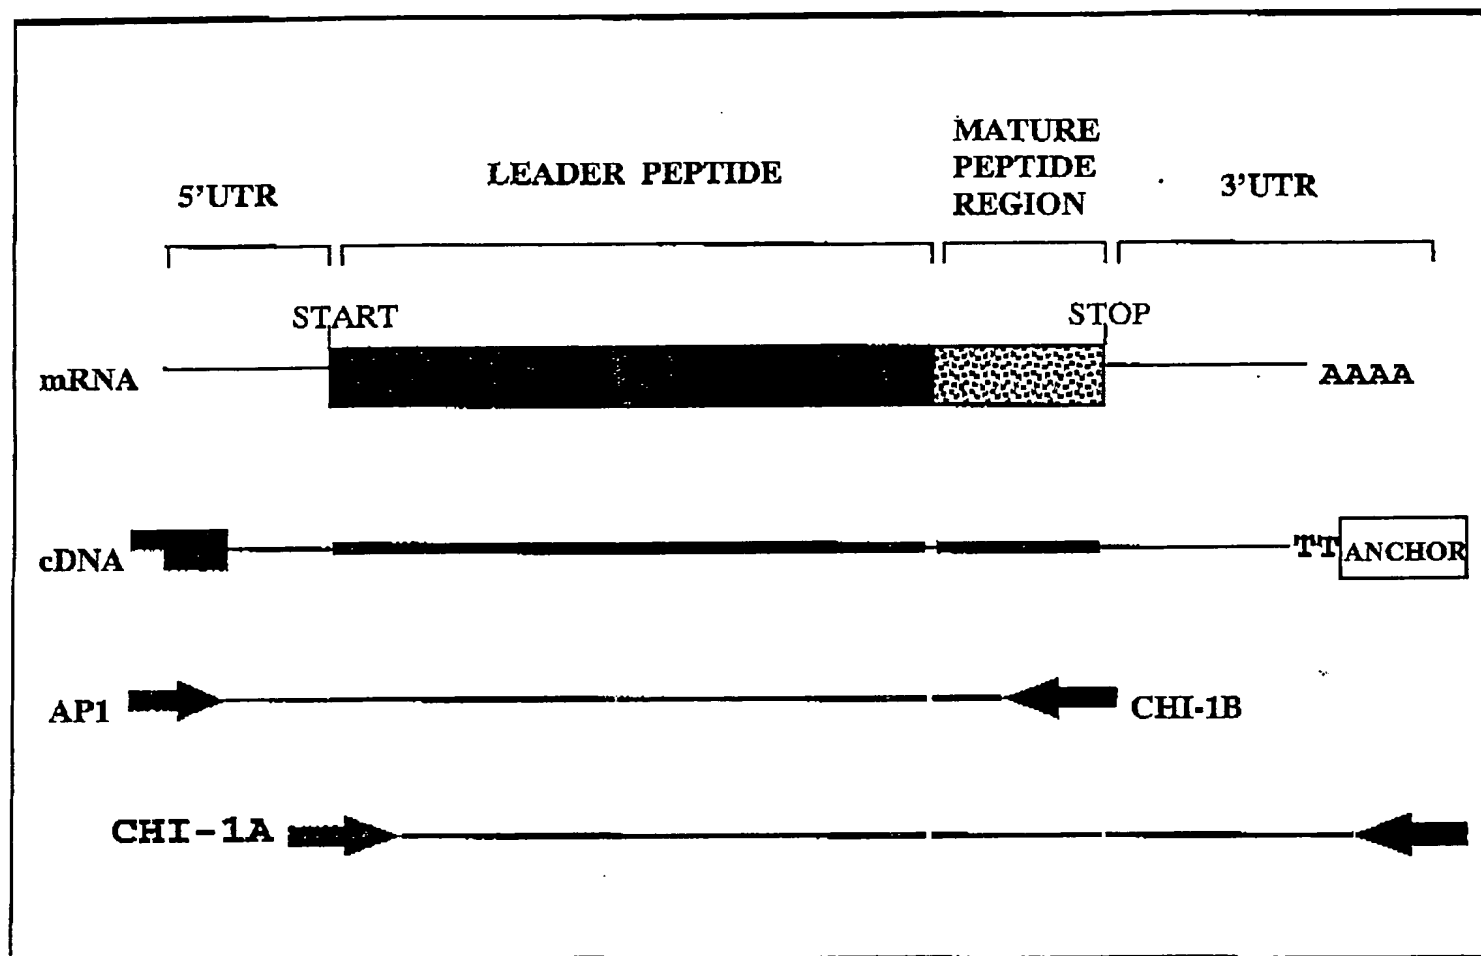 5'UTR
LEADER PEPTIDE
MATURE
PEPTIDE
REGION
3'UTR
START
STOP
mRNA
AAAA
cDNA
TT
ANCHOR
AP1
CHI-1B
CHI-1A